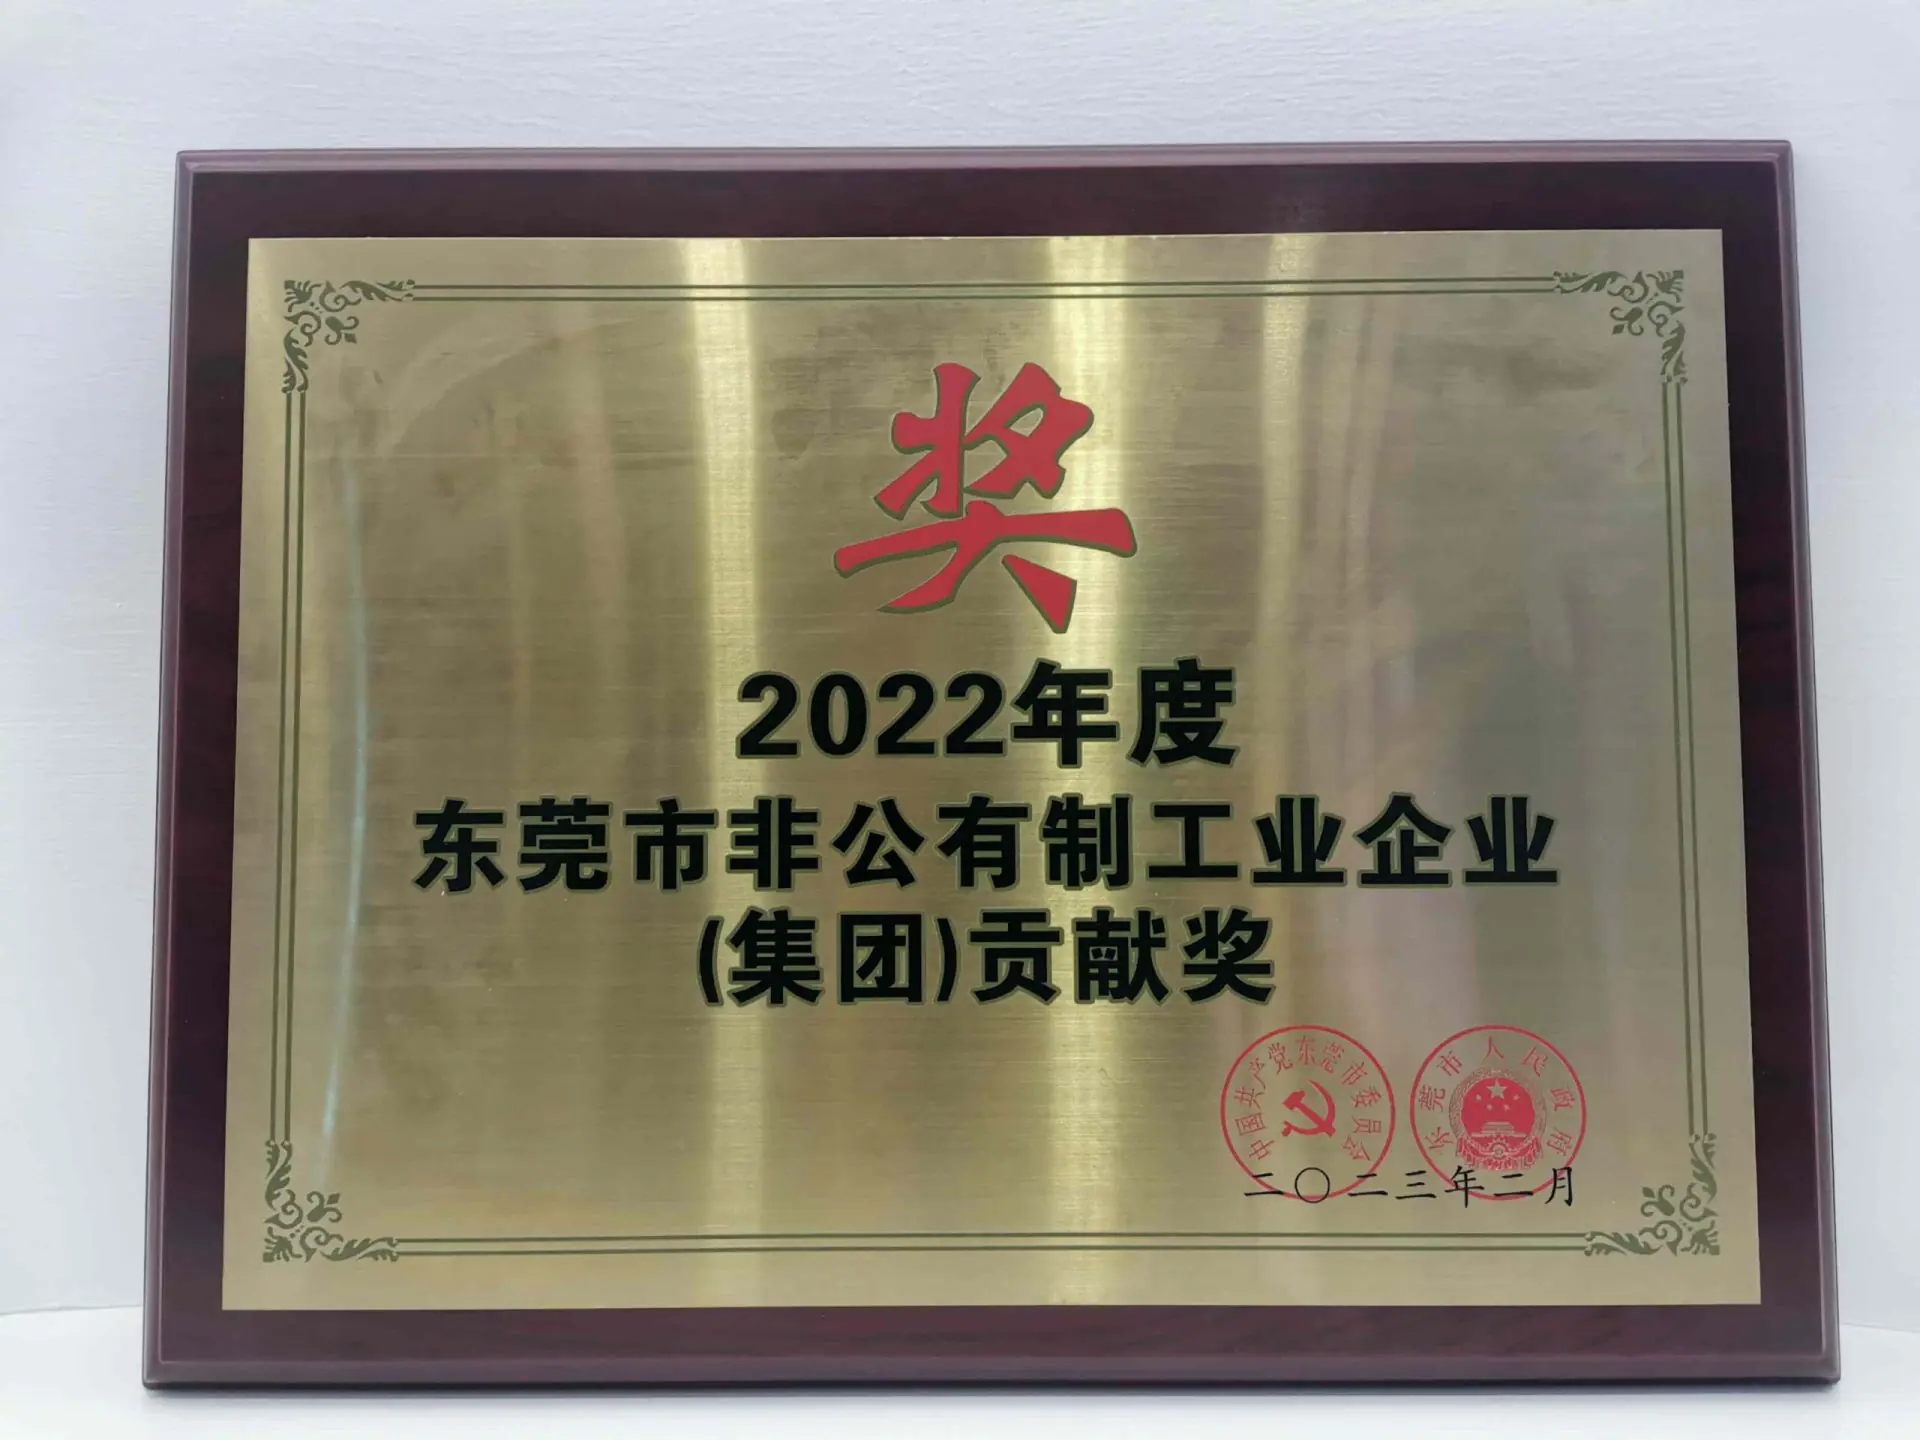 奖
2022年度
东莞市非公有制工业企业
(集团)贡献奖
中国共产党东莞市委员会
东莞市人民政府
二〇二三年二月